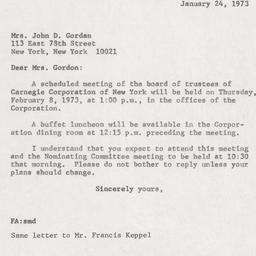 January 24, 1973
Mrs. John D. Gordan
113 East 78th Street
New York, New York 10021
Dear Mrs. Gordon:
A scheduled meeting of the board of trustees of
Carnegie Corporation of New York will be held on Thursday,
February 8, 1973, at 1:00 p.m., in the offices of the
Corporation.
A buffet luncheon will be available in the Corpor-
ation dining room at 12:15 p.m. preceding the meeting.
I understand that you expect to attend this meeting
and the Nominating Committee meeting to be held at 10:30
that morning. Please do not bother to reply unless your
plans should change.
Sincerely yours,
FA:smd
Same letter to Mr. Francis Keppel